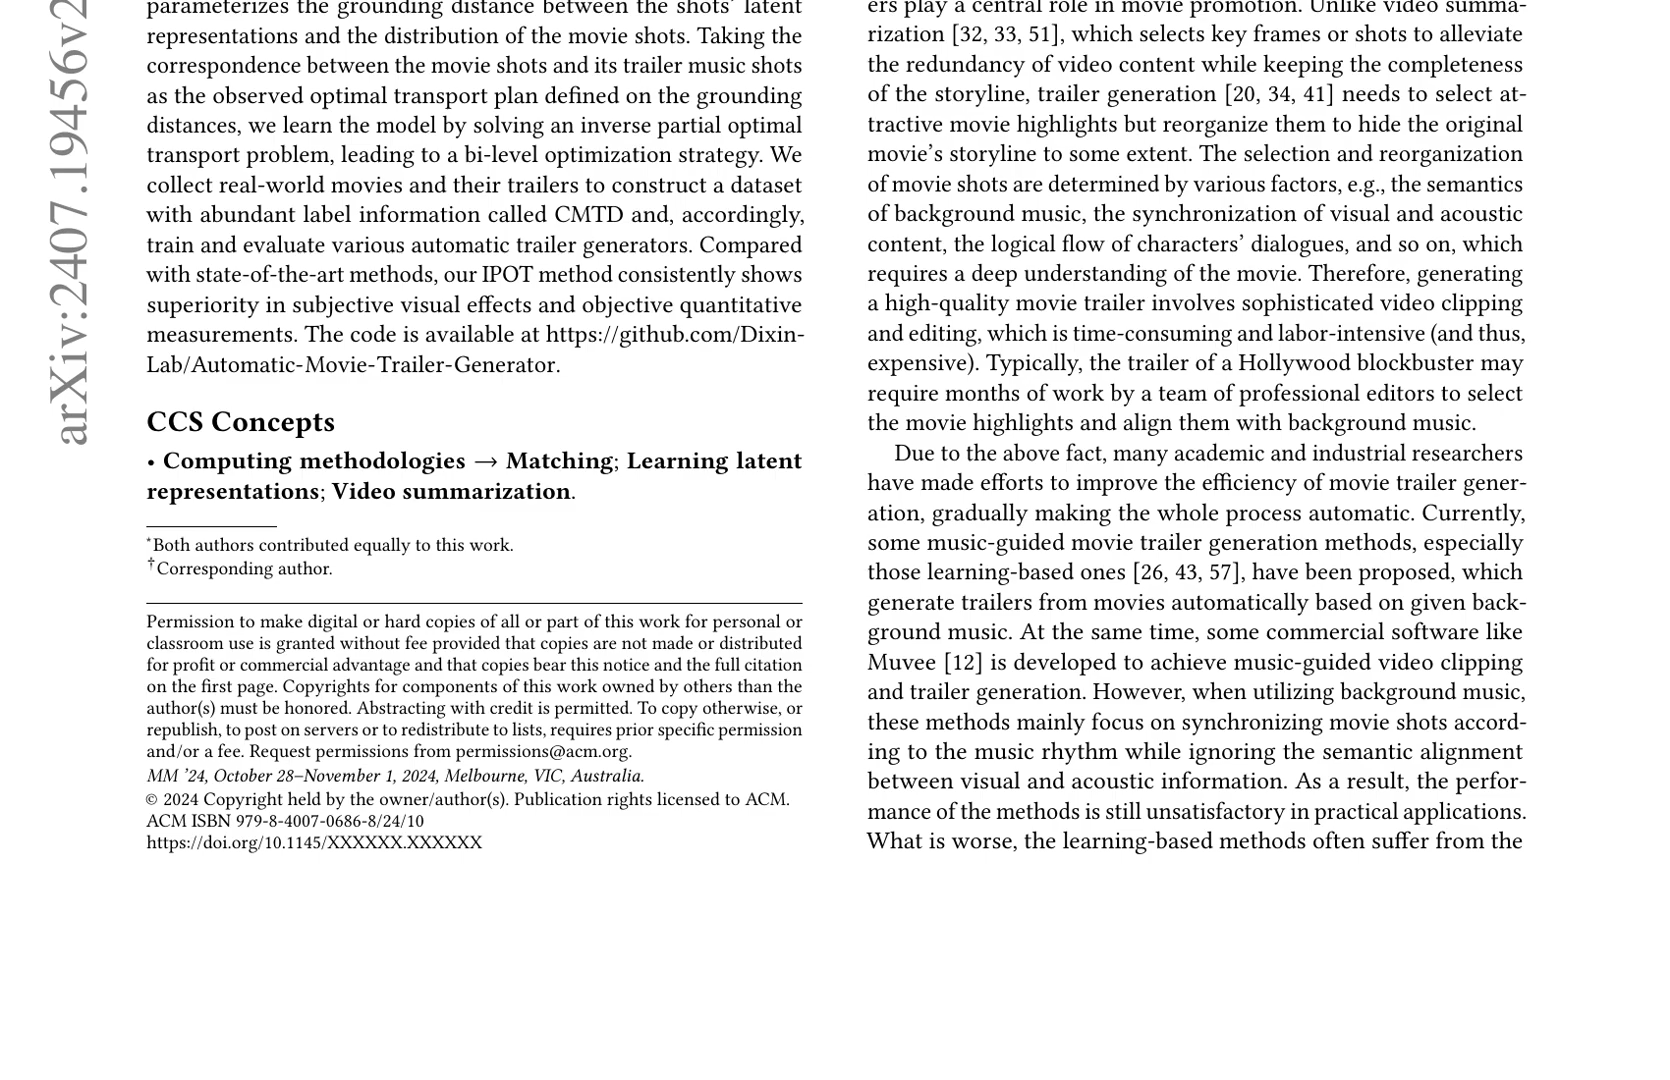 arXiv:2407.19456v2
parameterizes the grounding distance between the shots' latent
representations and the distribution of the movie shots. Taking the
correspondence between the movie shots and its trailer music shots
as the observed optimal transport plan defined on the grounding
distances, we learn the model by solving an inverse partial optimal
transport problem, leading to a bi-level optimization strategy. We
collect real-world movies and their trailers to construct a dataset
with abundant label information called CMTD and, accordingly,
train and evaluate various automatic trailer generators. Compared
with state-of-the-art methods, our IPOT method consistently shows
superiority in subjective visual effects and objective quantitative
measurements. The code is available at https://github.com/Dixin-
Lab/Automatic-Movie-Trailer-Generator.
CCS Concepts
• Computing methodologies → Matching; Learning latent
representations; Video summarization.
*Both authors contributed equally to this work.
†Corresponding author.
Permission to make digital or hard copies of all or part of this work for personal or
classroom use is granted without fee provided that copies are not made or distributed
for profit or commercial advantage and that copies bear this notice and the full citation
on the first page. Copyrights for components of this work owned by others than the
author(s) must be honored. Abstracting with credit is permitted. To copy otherwise, or
republish, to post on servers or to redistribute to lists, requires prior specific permission
and/or a fee. Request permissions from permissions@acm.org.
MM '24, October 28–November 1, 2024, Melbourne, VIC, Australia.
© 2024 Copyright held by the owner/author(s). Publication rights licensed to ACM.
ACM ISBN 979-8-4007-0686-8/24/10
https://doi.org/10.1145/XXXXXX.XXXXXX
ers play a central role in movie promotion. Unlike video summa-
rization [32, 33, 51], which selects key frames or shots to alleviate
the redundancy of video content while keeping the completeness
of the storyline, trailer generation [20, 34, 41] needs to select at-
tractive movie highlights but reorganize them to hide the original
movie's storyline to some extent. The selection and reorganization
of movie shots are determined by various factors, e.g., the semantics
of background music, the synchronization of visual and acoustic
content, the logical flow of characters' dialogues, and so on, which
requires a deep understanding of the movie. Therefore, generating
a high-quality movie trailer involves sophisticated video clipping
and editing, which is time-consuming and labor-intensive (and thus,
expensive). Typically, the trailer of a Hollywood blockbuster may
require months of work by a team of professional editors to select
the movie highlights and align them with background music.
Due to the above fact, many academic and industrial researchers
have made efforts to improve the efficiency of movie trailer gener-
ation, gradually making the whole process automatic. Currently,
some music-guided movie trailer generation methods, especially
those learning-based ones [26, 43, 57], have been proposed, which
generate trailers from movies automatically based on given back-
ground music. At the same time, some commercial software like
Muvee [12] is developed to achieve music-guided video clipping
and trailer generation. However, when utilizing background music,
these methods mainly focus on synchronizing movie shots accord-
ing to the music rhythm while ignoring the semantic alignment
between visual and acoustic information. As a result, the perfor-
mance of the methods is still unsatisfactory in practical applications.
What is worse, the learning-based methods often suffer from the